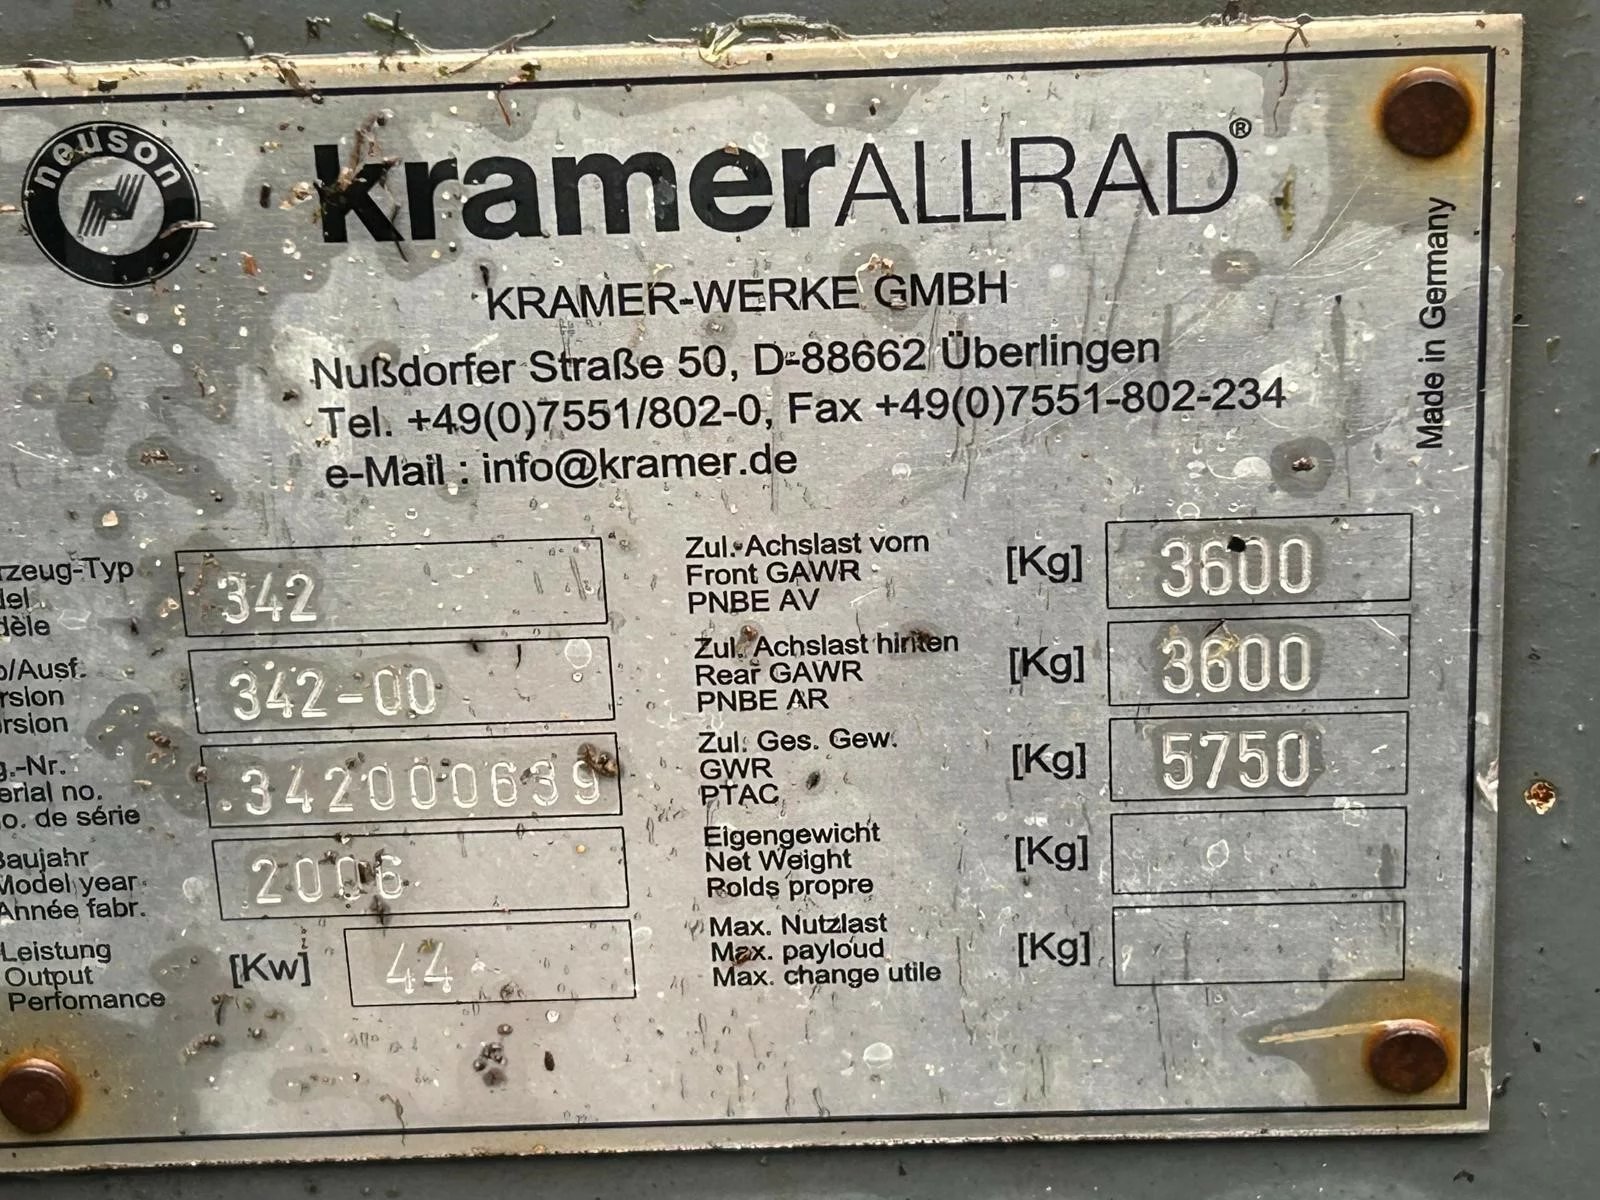 neuson
kramerALLRAD®
KRAMER-WERKE GMBH
Nußdorfer Straße 50, D-88662 Überlingen
Tel. +49(0)7551/802-0, Fax +49(0)7551-802-234
e-Mail : info@kramer.de
Made in Germany
rzeug-Typ
del
dèle
342
/Ausf.
rsion
rsion
342-00
g.-Nr.
erial no.
o. de série
.342000639
Baujahr
Model year
Année fabr.
2006
Leistung
Output
Perfomance
[Kw]
44
Zul. Achslast vorn
Front GAWR
PNBE AV
[Kg]
3600
Zul. Achslast hinten
Rear GAWR
PNBE AR
[Kg]
3600
Zul. Ges. Gew.
GWR
PTAC
[Kg]
5750
Eigengewicht
Net Weight
Rolds propre
[Kg]
Max. Nutzlast
Max. payloud
Max. change utile
[Kg]